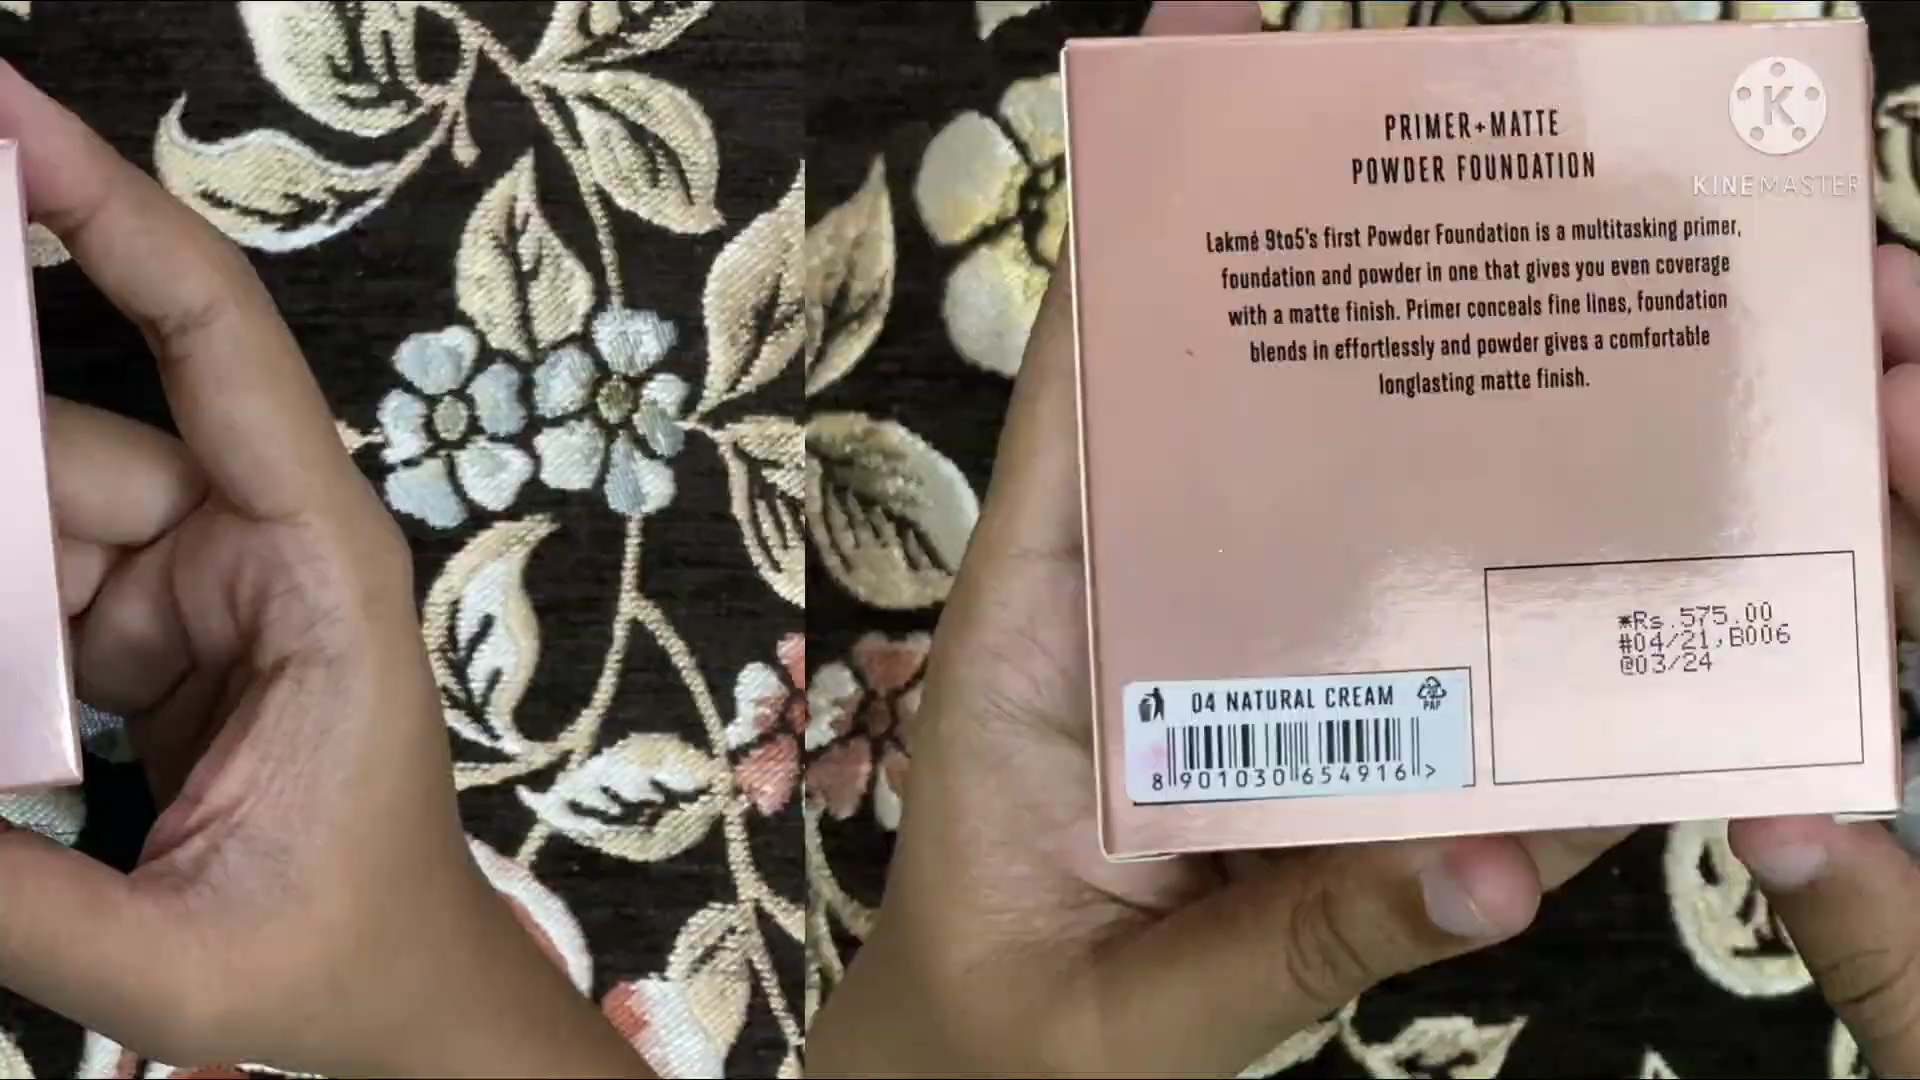 PRIMER+MATTE
POWDER FOUNDATION
Lakmé 9to5's first Powder Foundation is a multitasking primer,
foundation and powder in one that gives you even coverage
with a matte finish. Primer conceals fine lines, foundation
blends in effortlessly and powder gives a comfortable
longlasting matte finish.
*Rs.575.00
#04/21,B006
@03/24
04 NATURAL CREAM
PAP
8 901030 654916 >
K
KINEMASTER